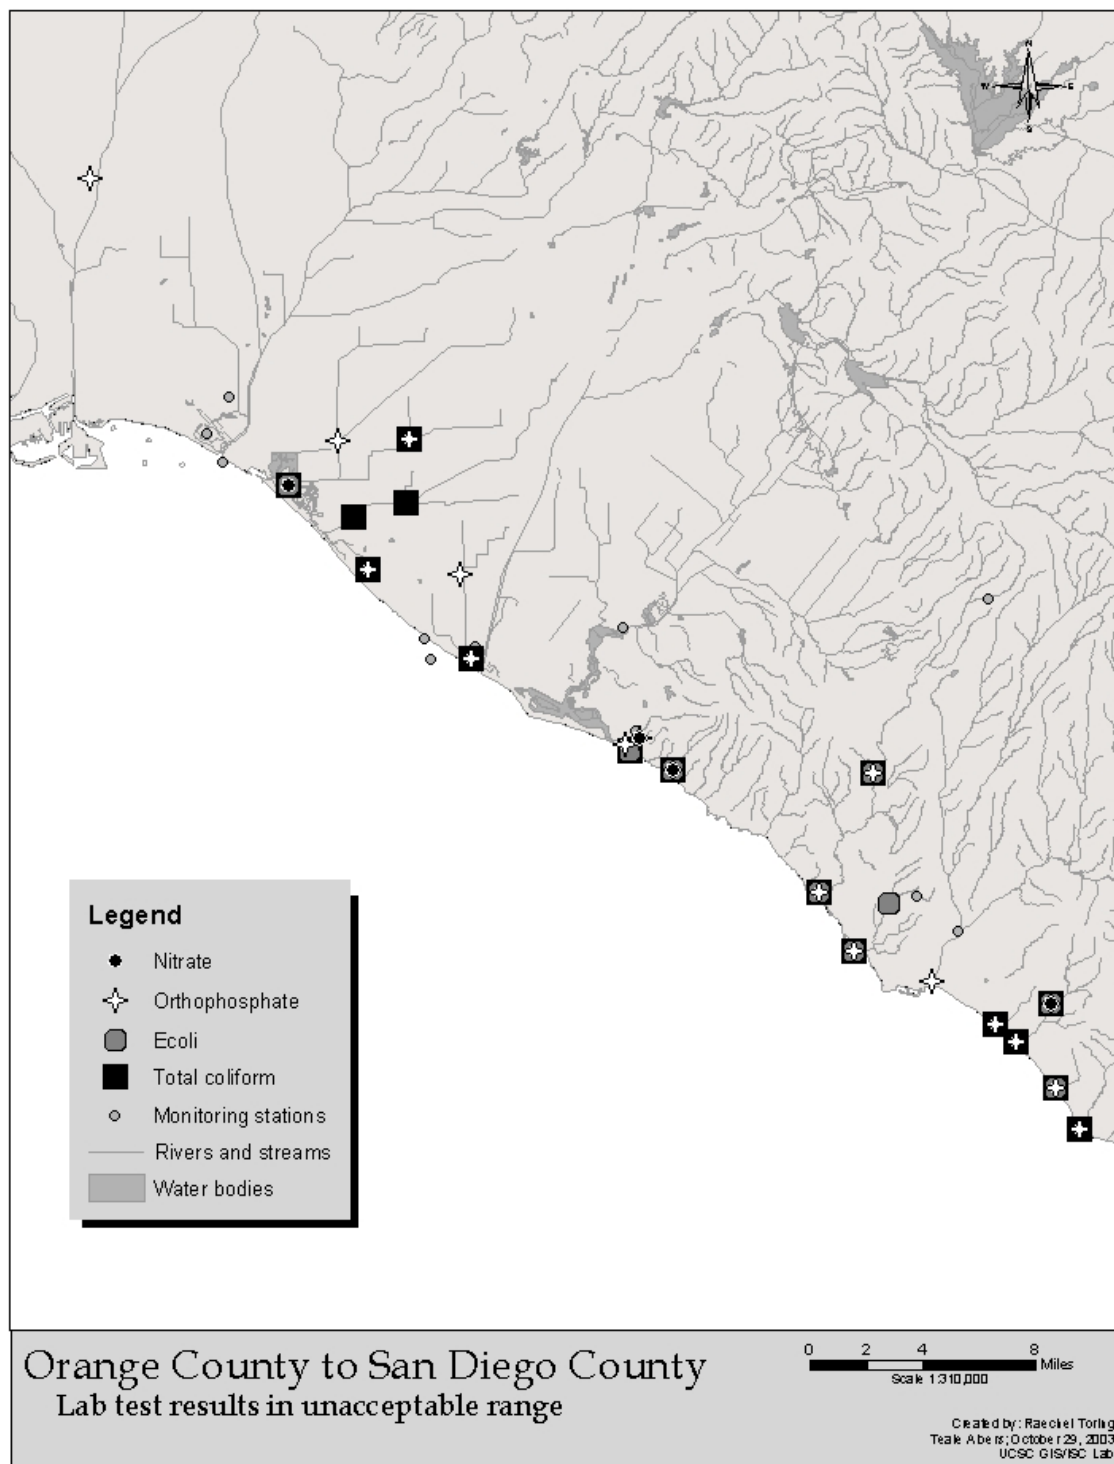 N
W E
S
Legend
Nitrate
Orthophosphate
Ecoli
Total coliform
Monitoring stations
Rivers and streams
Water bodies
Orange County to San Diego County
Lab test results in unacceptable range
0 2 4 8
Miles
Scale 1:310,000
Created by: Raechel Toring
Teale Albers; October 29, 2003
UCSC GIS/ISC Lab